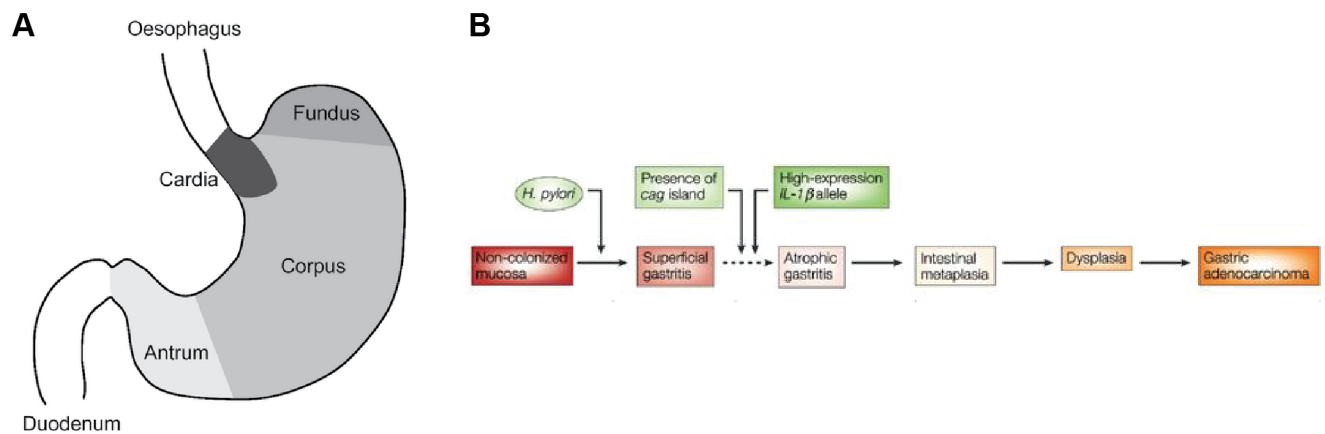 A
Oesophagus
Fundus
Cardia
Corpus
Antrum
Duodenum
B
H. pylori
Presence of
cag island
High-expression
IL-1β allele
Non-colonized
mucosa
Superficial
gastritis
Atrophic
gastritis
Intestinal
metaplasia
Dysplasia
Gastric
adenocarcinoma